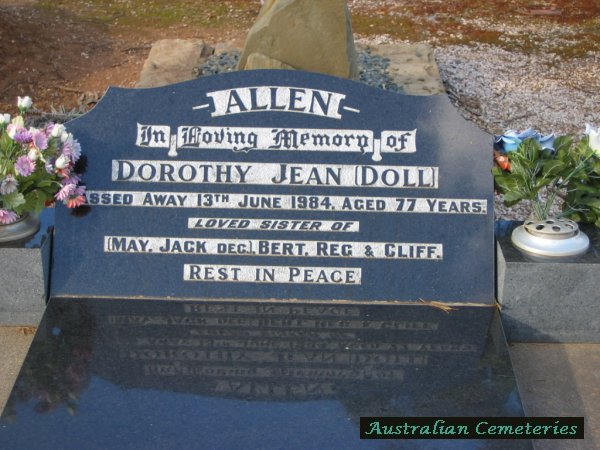 ALLEN
In Loving Memory of
DOROTHY JEAN (DOLL)
ASSED AWAY 13TH JUNE 1984, AGED 77 YEARS.
LOVED SISTER OF
(MAY, JACK DEC.) BERT, REG & CLIFF.
REST IN PEACE
Australian Cemeteries